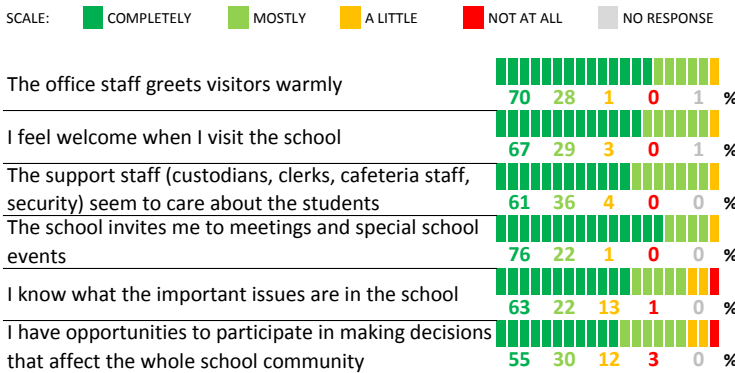 SCALE: COMPLETELY MOSTLY A LITTLE NOT AT ALL NO RESPONSE
The office staff greets visitors warmly
70 28 1 0 1 %
I feel welcome when I visit the school
67 29 3 0 1 %
The support staff (custodians, clerks, cafeteria staff,
security) seem to care about the students
61 36 4 0 0 %
The school invites me to meetings and special school
events
76 22 1 0 0 %
I know what the important issues are in the school
63 22 13 1 0 %
I have opportunities to participate in making decisions
that affect the whole school community
55 30 12 3 0 %